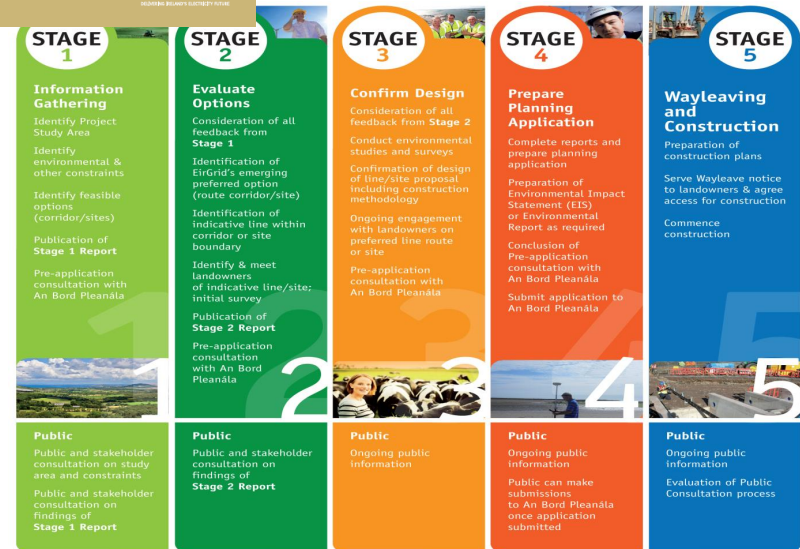 DELIVERING IRELAND'S ELECTRICITY FUTURE
STAGE
1
Information
Gathering
Identify Project
Study Area
Identify
environmental &
other constraints
Identify feasible
options
(corridor/sites)
Publication of
Stage 1 Report
Pre-application
consultation with
An Bord Pleanála
1
1
Public
Public and stakeholder
consultation on study
area and constraints
Public and stakeholder
consultation on
findings of
Stage 1 Report
STAGE
2
Evaluate
Options
Consideration of all
feedback from
Stage 1
Identification of
EirGrid's emerging
preferred option
(route corridor/site)
Identification of
indicative line within
corridor or site
boundary
Identify & meet
landowners
of indicative line/site;
initial survey
Publication of
Stage 2 Report
Pre-application
consultation
with An Bord
Pleanála
2
2
Public
Public and stakeholder
consultation on
findings of
Stage 2 Report
STAGE
3
Confirm Design
Consideration of all
feedback from Stage 2
Conduct environmental
studies and surveys
Confirmation of design
of line/site proposal
including construction
methodology
Ongoing engagement
with landowners on
preferred line route
or site
Pre-application
consultation with
An Bord Pleanála
3
3
Public
Ongoing public
information
STAGE
4
Prepare
Planning
Application
Complete reports and
prepare planning
application
Preparation of
Environmental Impact
Statement (EIS)
or Environmental
Report as required
Conclusion of
Pre-application
consultation with
An Bord Pleanála
Submit application to
An Bord Pleanála
4
4
Public
Ongoing public
information
Public can make
submissions
to An Bord Pleanála
once application
submitted
STAGE
5
Wayleaving
and
Construction
Preparation of
construction plans
Serve Wayleave notice
to landowners & agree
access for construction
Commence
construction
5
5
Public
Ongoing public
information
Evaluation of Public
Consultation process